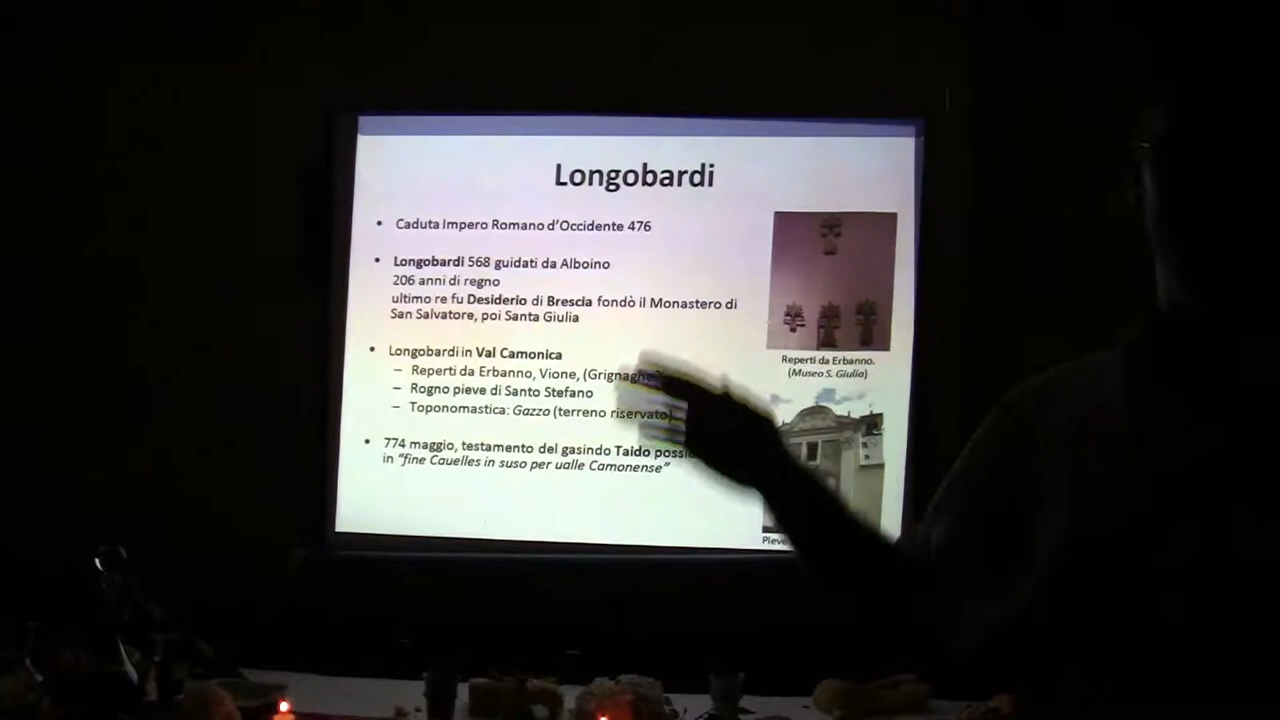 Longobardi
• Caduta Impero Romano d'Occidente 476
• Longobardi 568 guidati da Alboino
206 anni di regno
ultimo re fu Desiderio di Brescia fondò il Monastero di
San Salvatore, poi Santa Giulia
• Longobardi in Val Camonica
– Reperti da Erbanno, Vione, (Grignaghe)
– Rogno pieve di Santo Stefano
– Toponomastica: Gazzo (terreno riservato)
• 774 maggio, testamento del gasindo Taido
in "fine Cauelles in suso per ualle Camonense"
Reperti da Erbanno.
(Museo S. Giulia)